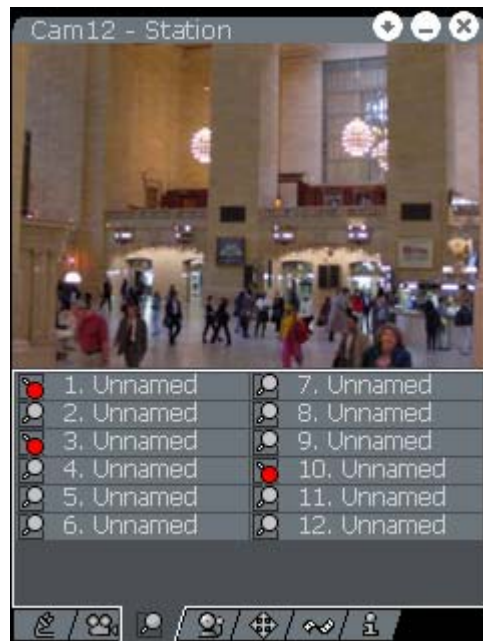 Cam12 - Station
1. Unnamed
2. Unnamed
3. Unnamed
4. Unnamed
5. Unnamed
6. Unnamed
7. Unnamed
8. Unnamed
9. Unnamed
10. Unnamed
11. Unnamed
12. Unnamed